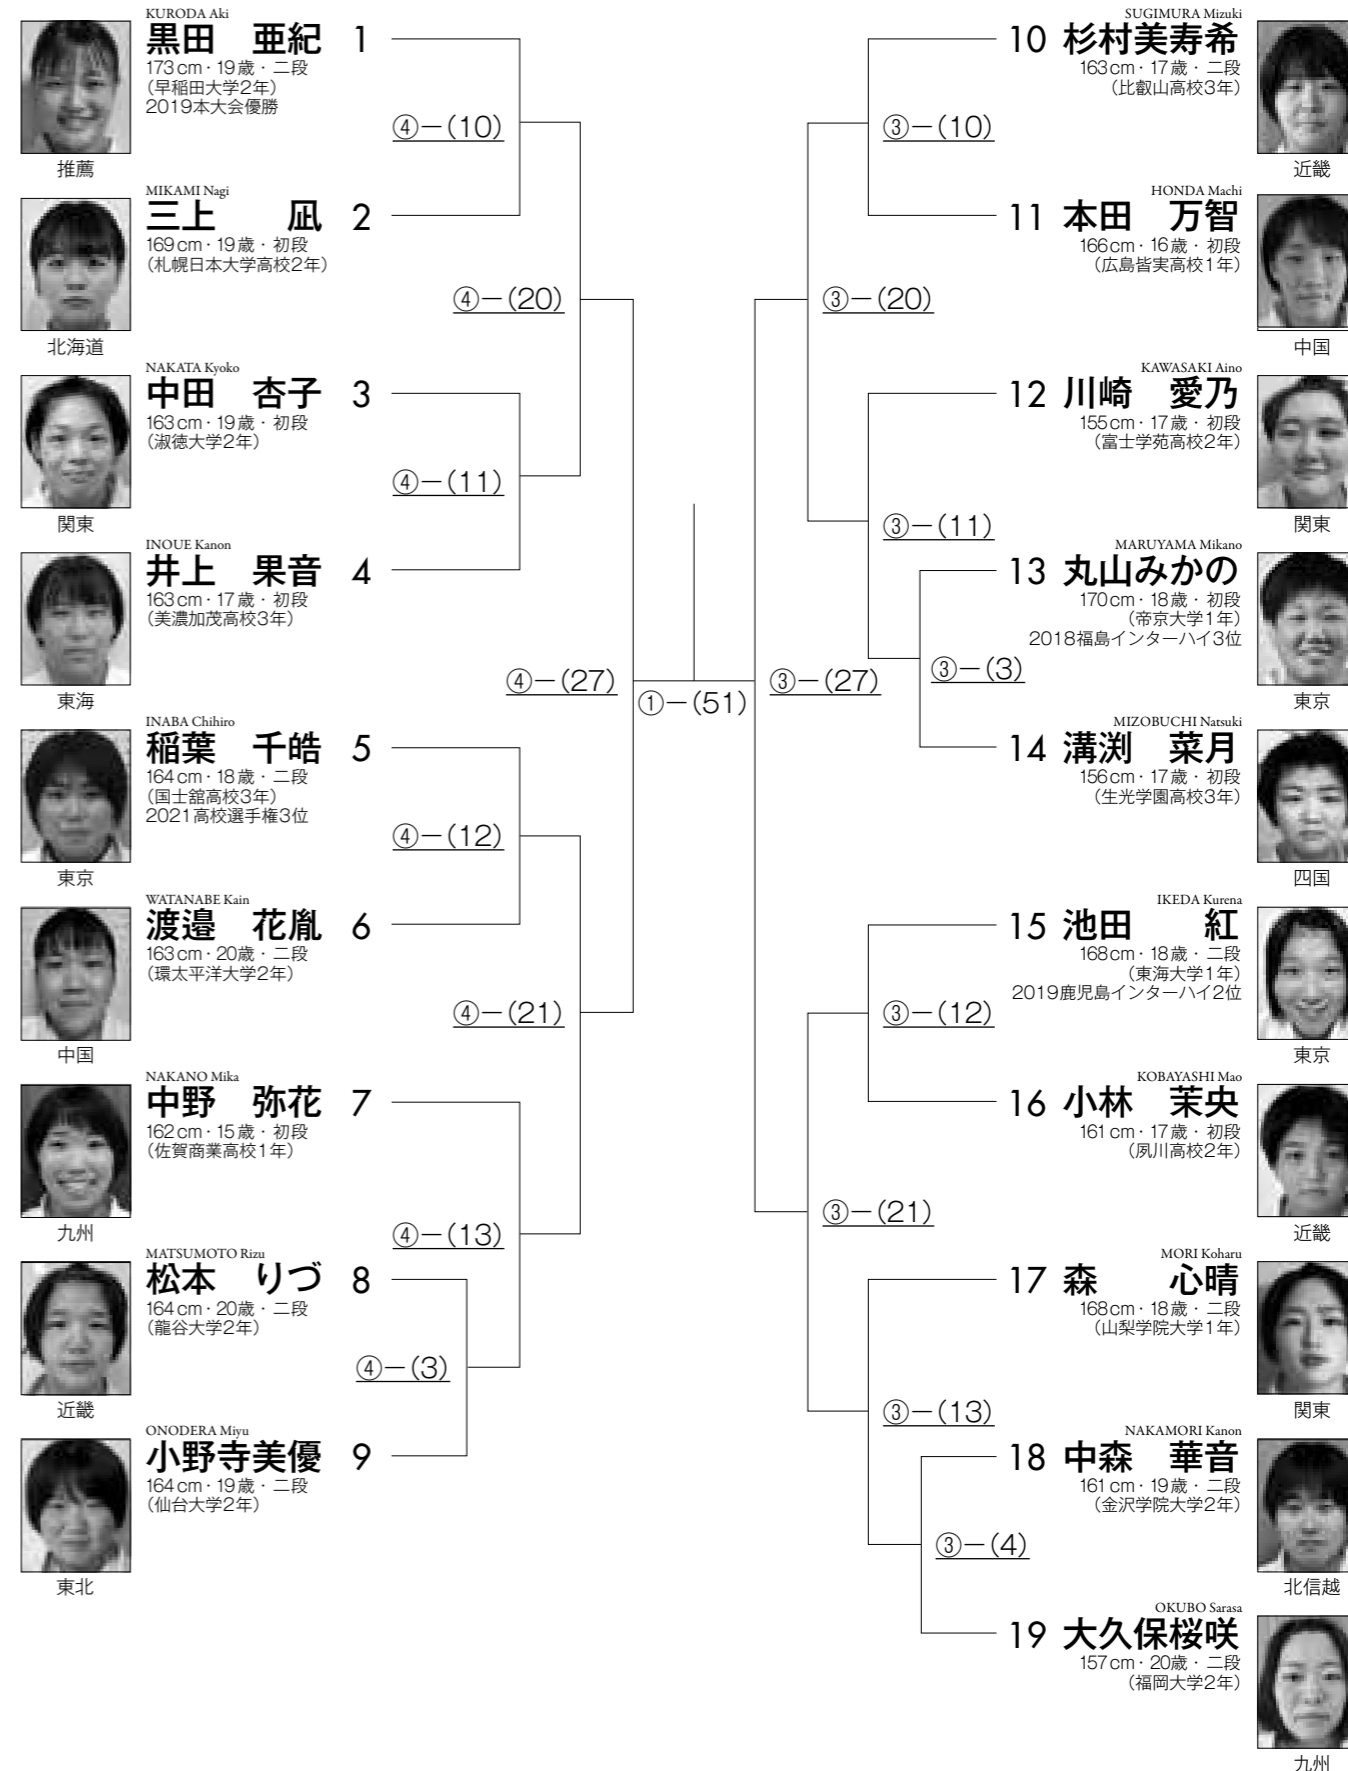 KURODA Aki
黒田 亜紀 1
173cm・19歳・二段
（早稲田大学2年）
2019本大会優勝
推薦
④－(10)
MIKAMI Nagi
三上 凪 2
169cm・19歳・初段
（札幌日本大学高校2年）
北海道
④－(20)
NAKATA Kyoko
中田 杏子 3
163cm・19歳・初段
（淑徳大学2年）
関東
④－(11)
INOUE Kanon
井上 果音 4
163cm・17歳・初段
（美濃加茂高校3年）
東海
④－(27)
INABA Chihiro
稲葉 千皓 5
164cm・18歳・二段
（国士舘高校3年）
2021高校選手権3位
東京
④－(12)
WATANABE Kain
渡邉 花胤 6
163cm・20歳・二段
（環太平洋大学2年）
中国
④－(21)
NAKANO Mika
中野 弥花 7
162cm・15歳・初段
（佐賀商業高校1年）
九州
④－(13)
MATSUMOTO Rizu
松本 りづ 8
164cm・20歳・二段
（龍谷大学2年）
近畿
④－(3)
ONODERA Miyu
小野寺美優 9
164cm・19歳・二段
（仙台大学2年）
東北
①－(51)
SUGIMURA Mizuki
10 杉村美寿希
163cm・17歳・二段
（比叡山高校3年）
近畿
③－(10)
HONDA Machi
11 本田 万智
166cm・16歳・初段
（広島皆実高校1年）
中国
③－(20)
KAWASAKI Aino
12 川崎 愛乃
155cm・17歳・初段
（富士学苑高校2年）
関東
③－(11)
MARUYAMA Mikano
13 丸山みかの
170cm・18歳・初段
（帝京大学1年）
2018福島インターハイ3位
東京
③－(3)
③－(27)
MIZOBUCHI Natsuki
14 溝渕 菜月
156cm・17歳・初段
（生光学園高校3年）
四国
IKEDA Kurena
15 池田 紅
168cm・18歳・二段
（東海大学1年）
2019鹿児島インターハイ2位
東京
③－(12)
KOBAYASHI Mao
16 小林 茉央
161cm・17歳・初段
（夙川高校2年）
近畿
③－(21)
MORI Koharu
17 森 心晴
168cm・18歳・二段
（山梨学院大学1年）
関東
③－(13)
NAKAMORI Kanon
18 中森 華音
161cm・19歳・二段
（金沢学院大学2年）
北信越
③－(4)
OKUBO Sarasa
19 大久保桜咲
157cm・20歳・二段
（福岡大学2年）
九州